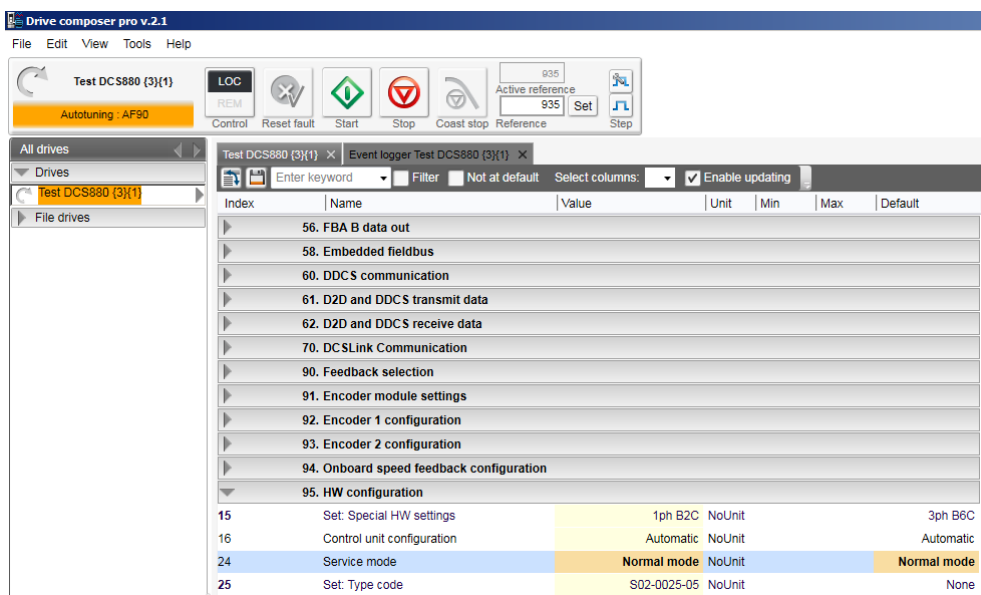 Drive composer pro v.2.1
File Edit View Tools Help
Test DCS880 {3}{1}
Autotuning : AF90
LOC
REM
Control Reset fault Start Stop Coast stop
935
Active reference
935 Set
Reference
Step
All drives
Drives
Test DCS880 {3}{1}
File drives
Test DCS880 {3}{1} Event logger Test DCS880 {3}{1}
Enter keyword Filter Not at default Select columns: Enable updating
Index Name Value Unit Min Max Default
56. FBA B data out
58. Embedded fieldbus
60. DDCS communication
61. D2D and DDCS transmit data
62. D2D and DDCS receive data
70. DCSLink Communication
90. Feedback selection
91. Encoder module settings
92. Encoder 1 configuration
93. Encoder 2 configuration
94. Onboard speed feedback configuration
95. HW configuration
15 Set: Special HW settings 1ph B2C NoUnit 3ph B6C
16 Control unit configuration Automatic NoUnit Automatic
24 Service mode Normal mode NoUnit Normal mode
25 Set: Type code S02-0025-05 NoUnit None